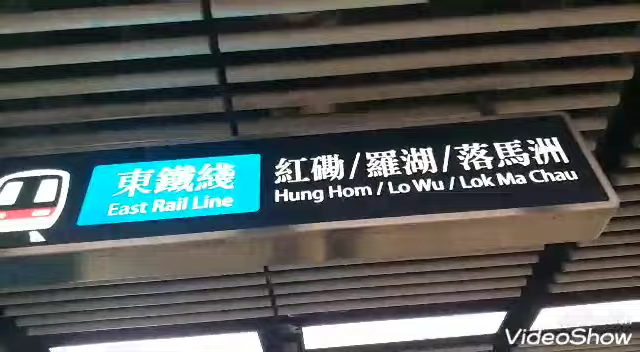 東鐵綫
East Rail Line
紅磡/羅湖/落馬洲
Hung Hom / Lo Wu / Lok Ma Chau
VideoShow